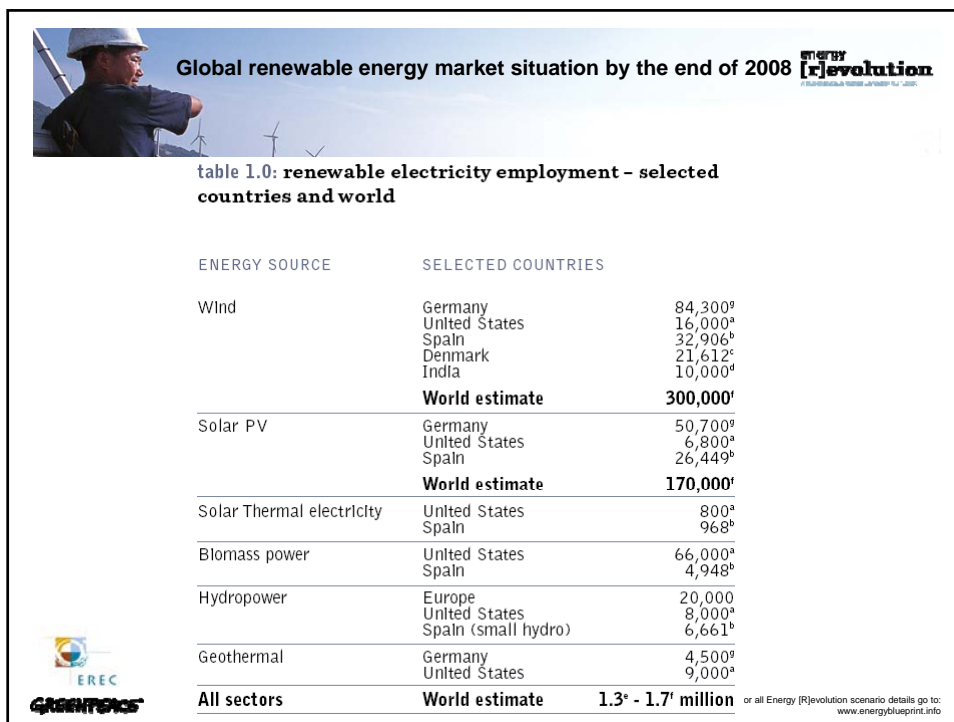 Global renewable energy market situation by the end of 2008
energy
[r]evolution
table 1.0: renewable electricity employment – selected
countries and world
ENERGY SOURCE SELECTED COUNTRIES
Wind Germany 84,300g
United States 16,000a
Spain 32,906b
Denmark 21,612c
India 10,000d
World estimate 300,000f
Solar PV Germany 50,700g
United States 6,800a
Spain 26,449b
World estimate 170,000f
Solar Thermal electricity United States 800a
Spain 968b
Biomass power United States 66,000a
Spain 4,948b
Hydropower Europe 20,000
United States 8,000a
Spain (small hydro) 6,661b
Geothermal Germany 4,500g
United States 9,000a
All sectors World estimate 1.3e - 1.7f million
EREC
GREENPEACE
or all Energy [R]evolution scenario details go to:
www.energyblueprint.info